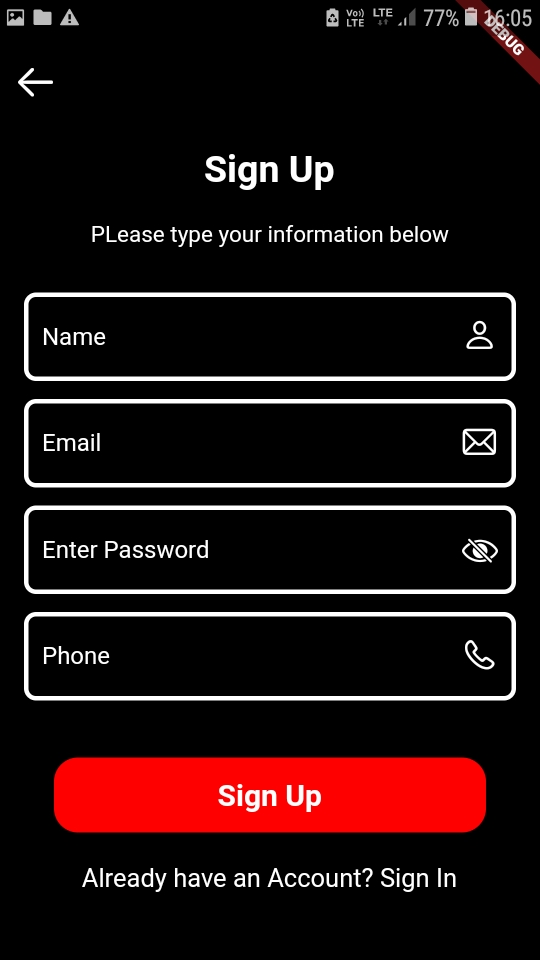 Vo)) LTE LTE 77% 16:05
DEBUG
Sign Up
PLease type your information below
Name
Email
Enter Password
Phone
Sign Up
Already have an Account? Sign In